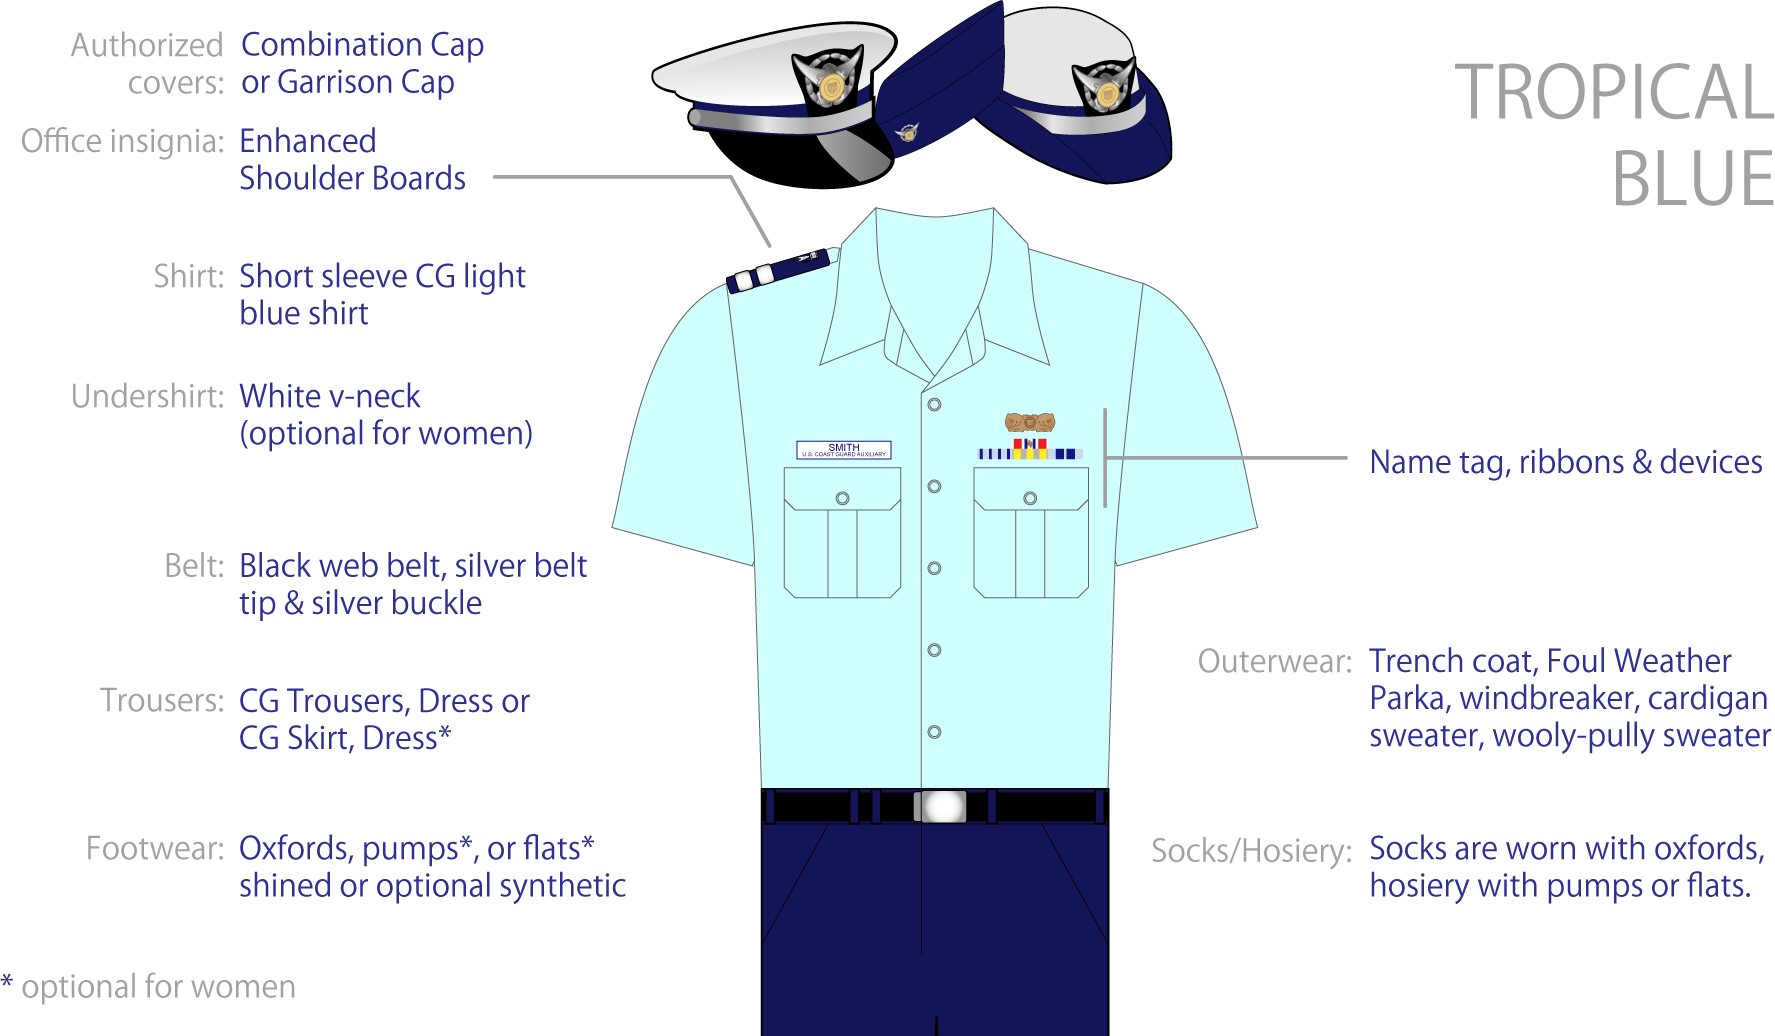 TROPICAL
BLUE
Authorized Combination Cap
covers: or Garrison Cap
Office insignia: Enhanced
Shoulder Boards
Shirt: Short sleeve CG light
blue shirt
Undershirt: White v-neck
(optional for women)
SMITH
U.S. COAST GUARD AUXILIARY
Name tag, ribbons & devices
Belt: Black web belt, silver belt
tip & silver buckle
Trousers: CG Trousers, Dress or
CG Skirt, Dress*
Outerwear: Trench coat, Foul Weather
Parka, windbreaker, cardigan
sweater, wooly-pully sweater
Footwear: Oxfords, pumps*, or flats*
shined or optional synthetic
Socks/Hosiery: Socks are worn with oxfords,
hosiery with pumps or flats.
* optional for women